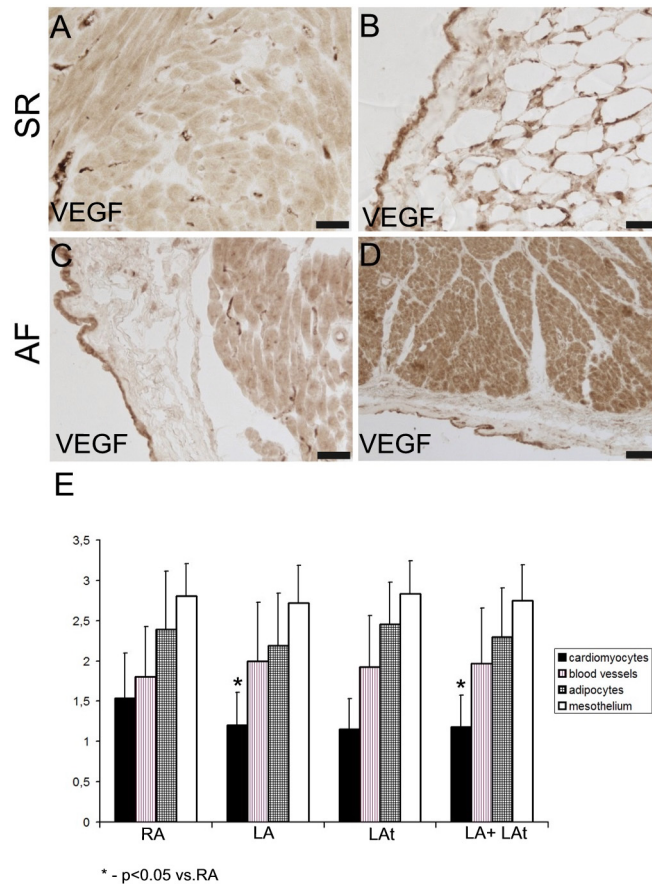 A
B
SR
VEGF
C
D
AF
VEGF
VEGF
E
3,5
3
2,5
2
1,5
1
0,5
0
*
*
cardiomyocytes
blood vessels
adipocytes
mesothelium
RA
LA
LAt
LA+ LAt
* - p<0.05 vs.RA